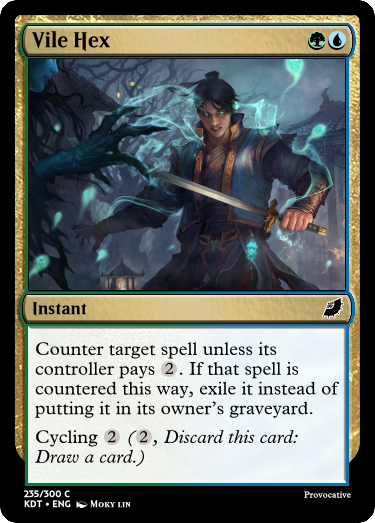 Vile Hex
Instant
Counter target spell unless its
controller pays 2. If that spell is
countered this way, exile it instead of
putting it in its owner's graveyard.
Cycling 2 (2, Discard this card:
Draw a card.)
235/300 C
KDT • ENG Moky lin
Provocative